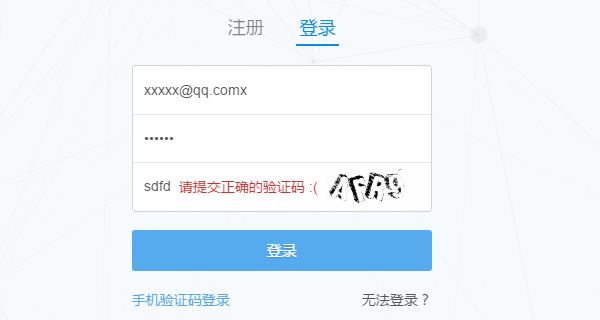 注册 登录
xxxxx@qq.comx
••••••
sdfd 请提交正确的验证码 :(
登录
手机验证码登录 无法登录？